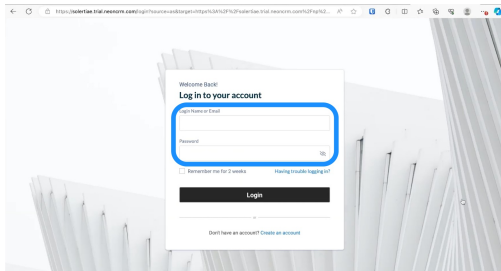 https://solertiae.trial.neoncrm.com/login?source=uas&target=https%3A%2F%2Fsolertiae.trial.neoncrm.com%2Fnp%2...
Welcome Back!
Log in to your account
Login Name or Email
Password
Remember me for 2 weeks Having trouble logging in?
Login
or
Don't have an account? Create an account